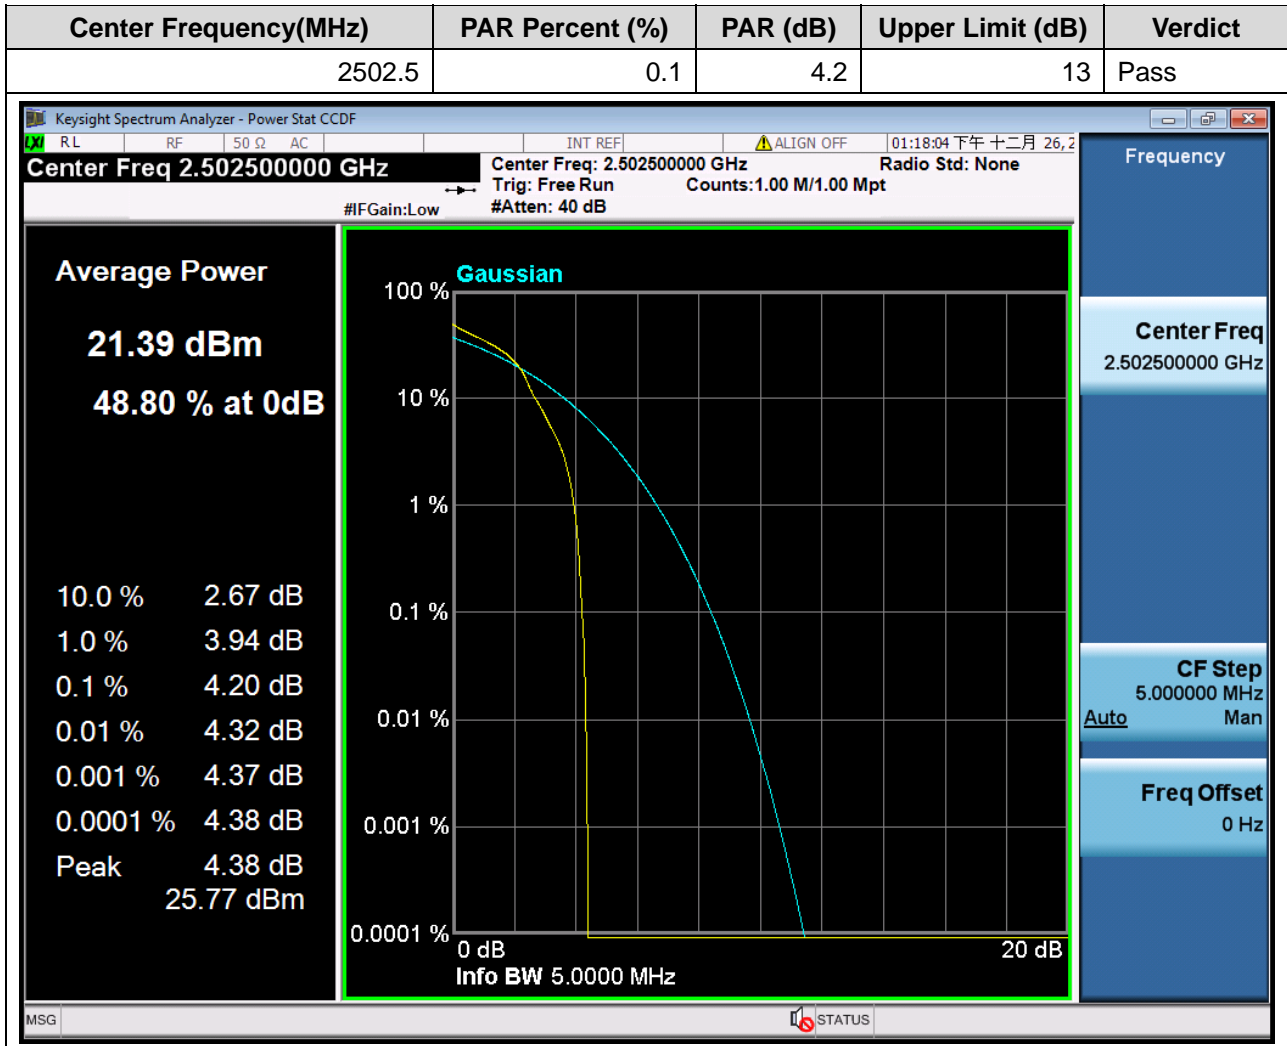 Center Frequency(MHz) PAR Percent (%) PAR (dB) Upper Limit (dB) Verdict
2502.5 0.1 4.2 13 Pass
Keysight Spectrum Analyzer - Power Stat CCDF
LXI RL RF 50 Ω AC INT REF ALIGN OFF 01:18:04 下午 十二月 26, 2
Center Freq 2.502500000 GHz
Center Freq: 2.502500000 GHz Radio Std: None
Trig: Free Run Counts:1.00 M/1.00 Mpt
#IFGain:Low #Atten: 40 dB
Average Power
21.39 dBm
48.80 % at 0dB
10.0 % 2.67 dB
1.0 % 3.94 dB
0.1 % 4.20 dB
0.01 % 4.32 dB
0.001 % 4.37 dB
0.0001 % 4.38 dB
Peak 4.38 dB
25.77 dBm
Gaussian
100 %
10 %
1 %
0.1 %
0.01 %
0.001 %
0.0001 %
0 dB 20 dB
Info BW 5.0000 MHz
Frequency
Center Freq
2.502500000 GHz
CF Step
5.000000 MHz
Auto Man
Freq Offset
0 Hz
MSG STATUS